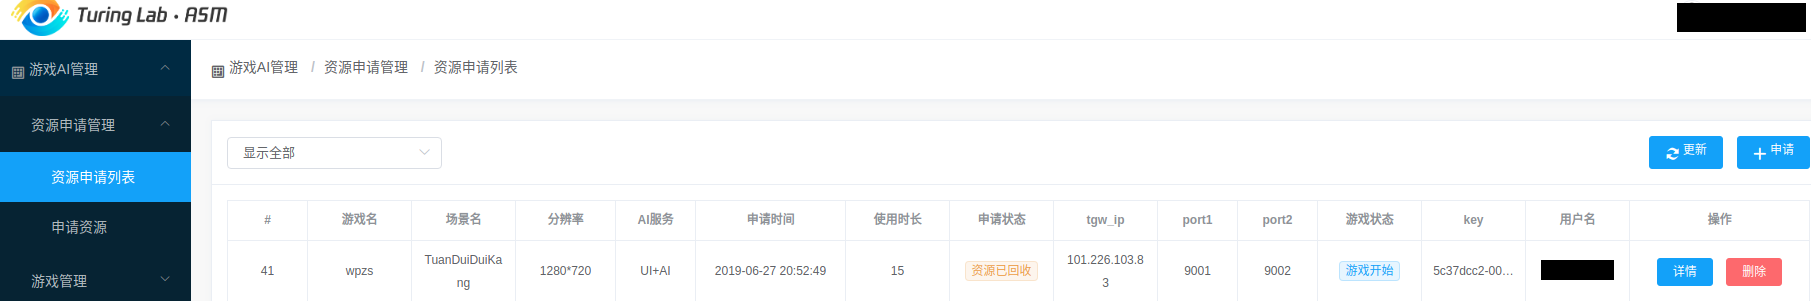 Turing Lab · ASM
游戏AI管理
资源申请管理
资源申请列表
申请资源
游戏管理
游戏AI管理 / 资源申请管理 / 资源申请列表
显示全部
更新
申请
# 游戏名 场景名 分辨率 AI服务 申请时间 使用时长 申请状态 tgw_ip port1 port2 游戏状态 key 用户名 操作
41 wpzs TuanDuiDuiKa 1280*720 UI+AI 2019-06-27 20:52:49 15 资源已回收 101.226.103.8 9001 9002 游戏开始 5c37dcc2-00... 详情 删除
ng 3